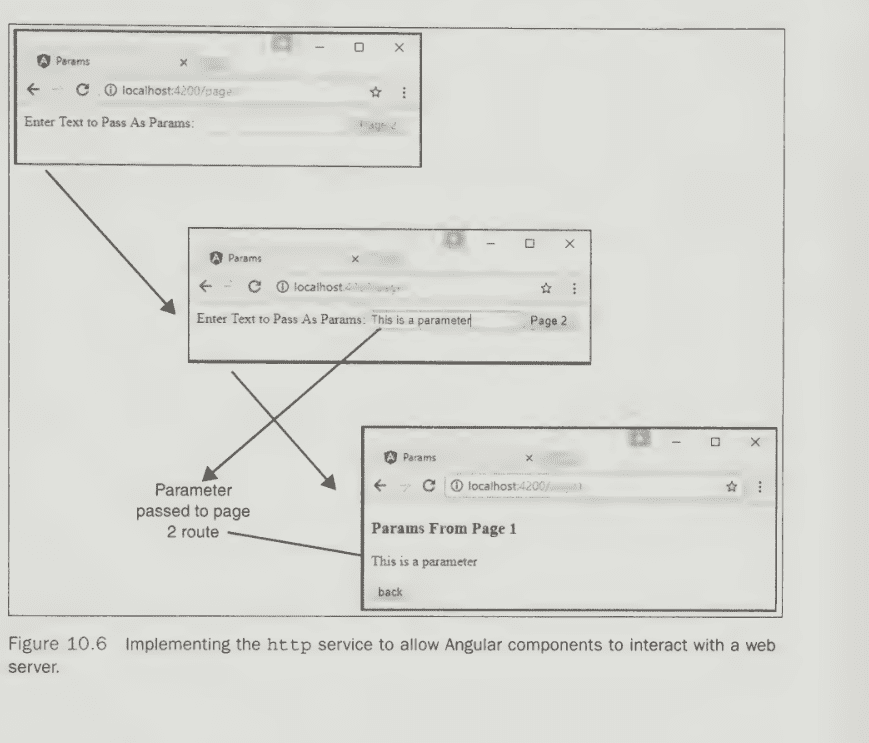 Params
localhost:4200/page
Enter Text to Pass As Params:
Page 2
Params
localhost
Enter Text to Pass As Params: This is a parameter Page 2
Params
localhost:4200/
Params From Page 1
This is a parameter
back
Parameter
passed to page
2 route
Figure 10.6 Implementing the http service to allow Angular components to interact with a web
server.